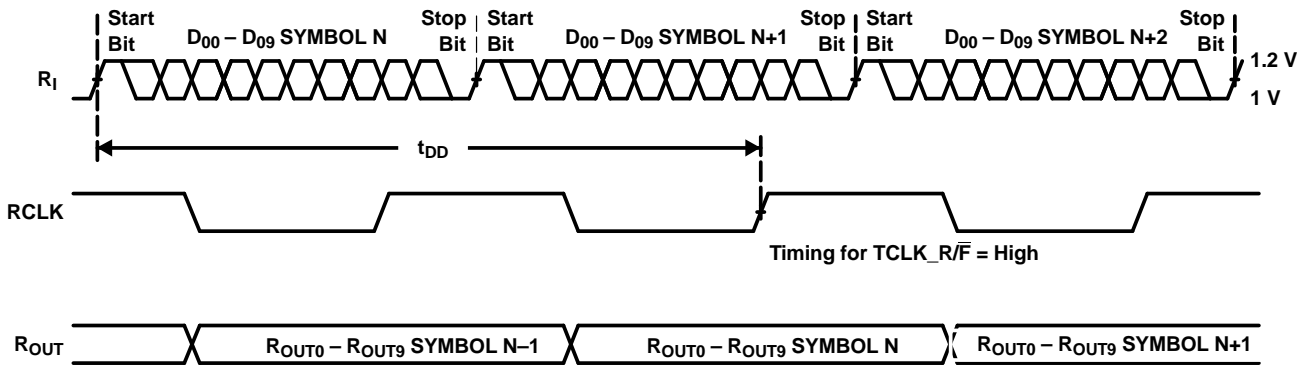 Start Bit
D00 – D09 SYMBOL N
Stop Bit
Start Bit
D00 – D09 SYMBOL N+1
Stop Bit
Start Bit
D00 – D09 SYMBOL N+2
Stop Bit
RI
1.2 V
1 V
tDD
RCLK
Timing for TCLK_R/F̅ = High
ROUT
ROUT0 – ROUT9 SYMBOL N–1
ROUT0 – ROUT9 SYMBOL N
ROUT0 – ROUT9 SYMBOL N+1